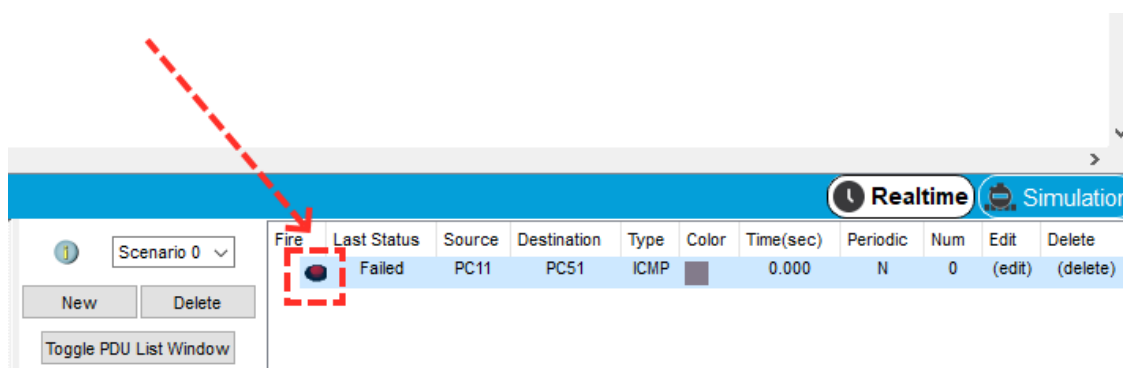 Realtime Simulation
Scenario 0
Fire Last Status Source Destination Type Color Time(sec) Periodic Num Edit Delete
Failed PC11 PC51 ICMP 0.000 N 0 (edit) (delete)
New Delete
Toggle PDU List Window